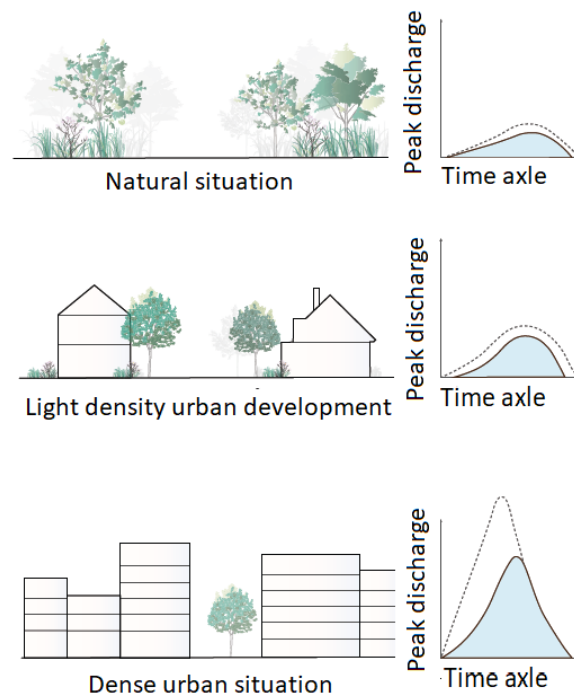 Peak discharge
Time axle
Natural situation
Peak discharge
Time axle
Light density urban development
Peak discharge
Time axle
Dense urban situation